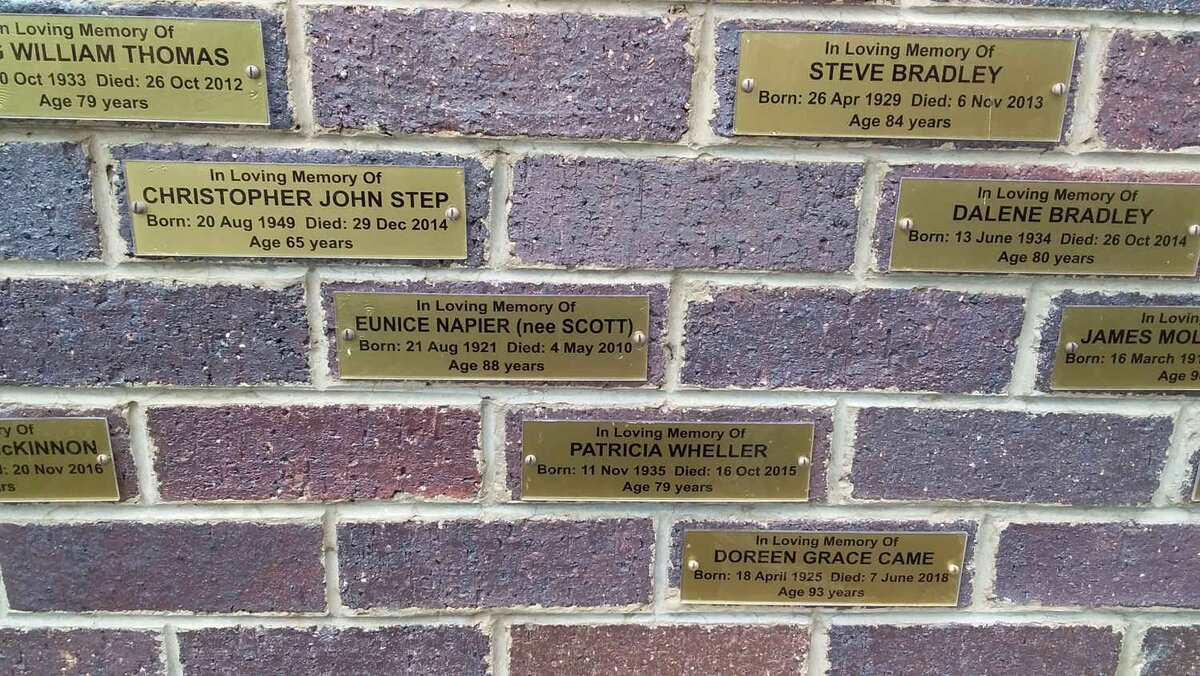 In Loving Memory Of
WILLIAM THOMAS
Oct 1933 Died: 26 Oct 2012
Age 79 years
In Loving Memory Of
STEVE BRADLEY
Born: 26 Apr 1929 Died: 6 Nov 2013
Age 84 years
In Loving Memory Of
CHRISTOPHER JOHN STEP
Born: 20 Aug 1949 Died: 29 Dec 2014
Age 65 years
In Loving Memory Of
DALENE BRADLEY
Born: 13 June 1934 Died: 26 Oct 2014
Age 80 years
In Loving Memory Of
EUNICE NAPIER (nee SCOTT)
Born: 21 Aug 1921 Died: 4 May 2010
Age 88 years
In
JAMES
Born: 16 March
Age
Of
McKINNON
20 Nov 2016
In Loving Memory Of
PATRICIA WHELLER
Born: 11 Nov 1935 Died: 16 Oct 2015
Age 79 years
In Loving Memory Of
DOREEN GRACE CAME
Born: 18 April 1925 Died: 7 June 2018
Age 93 years